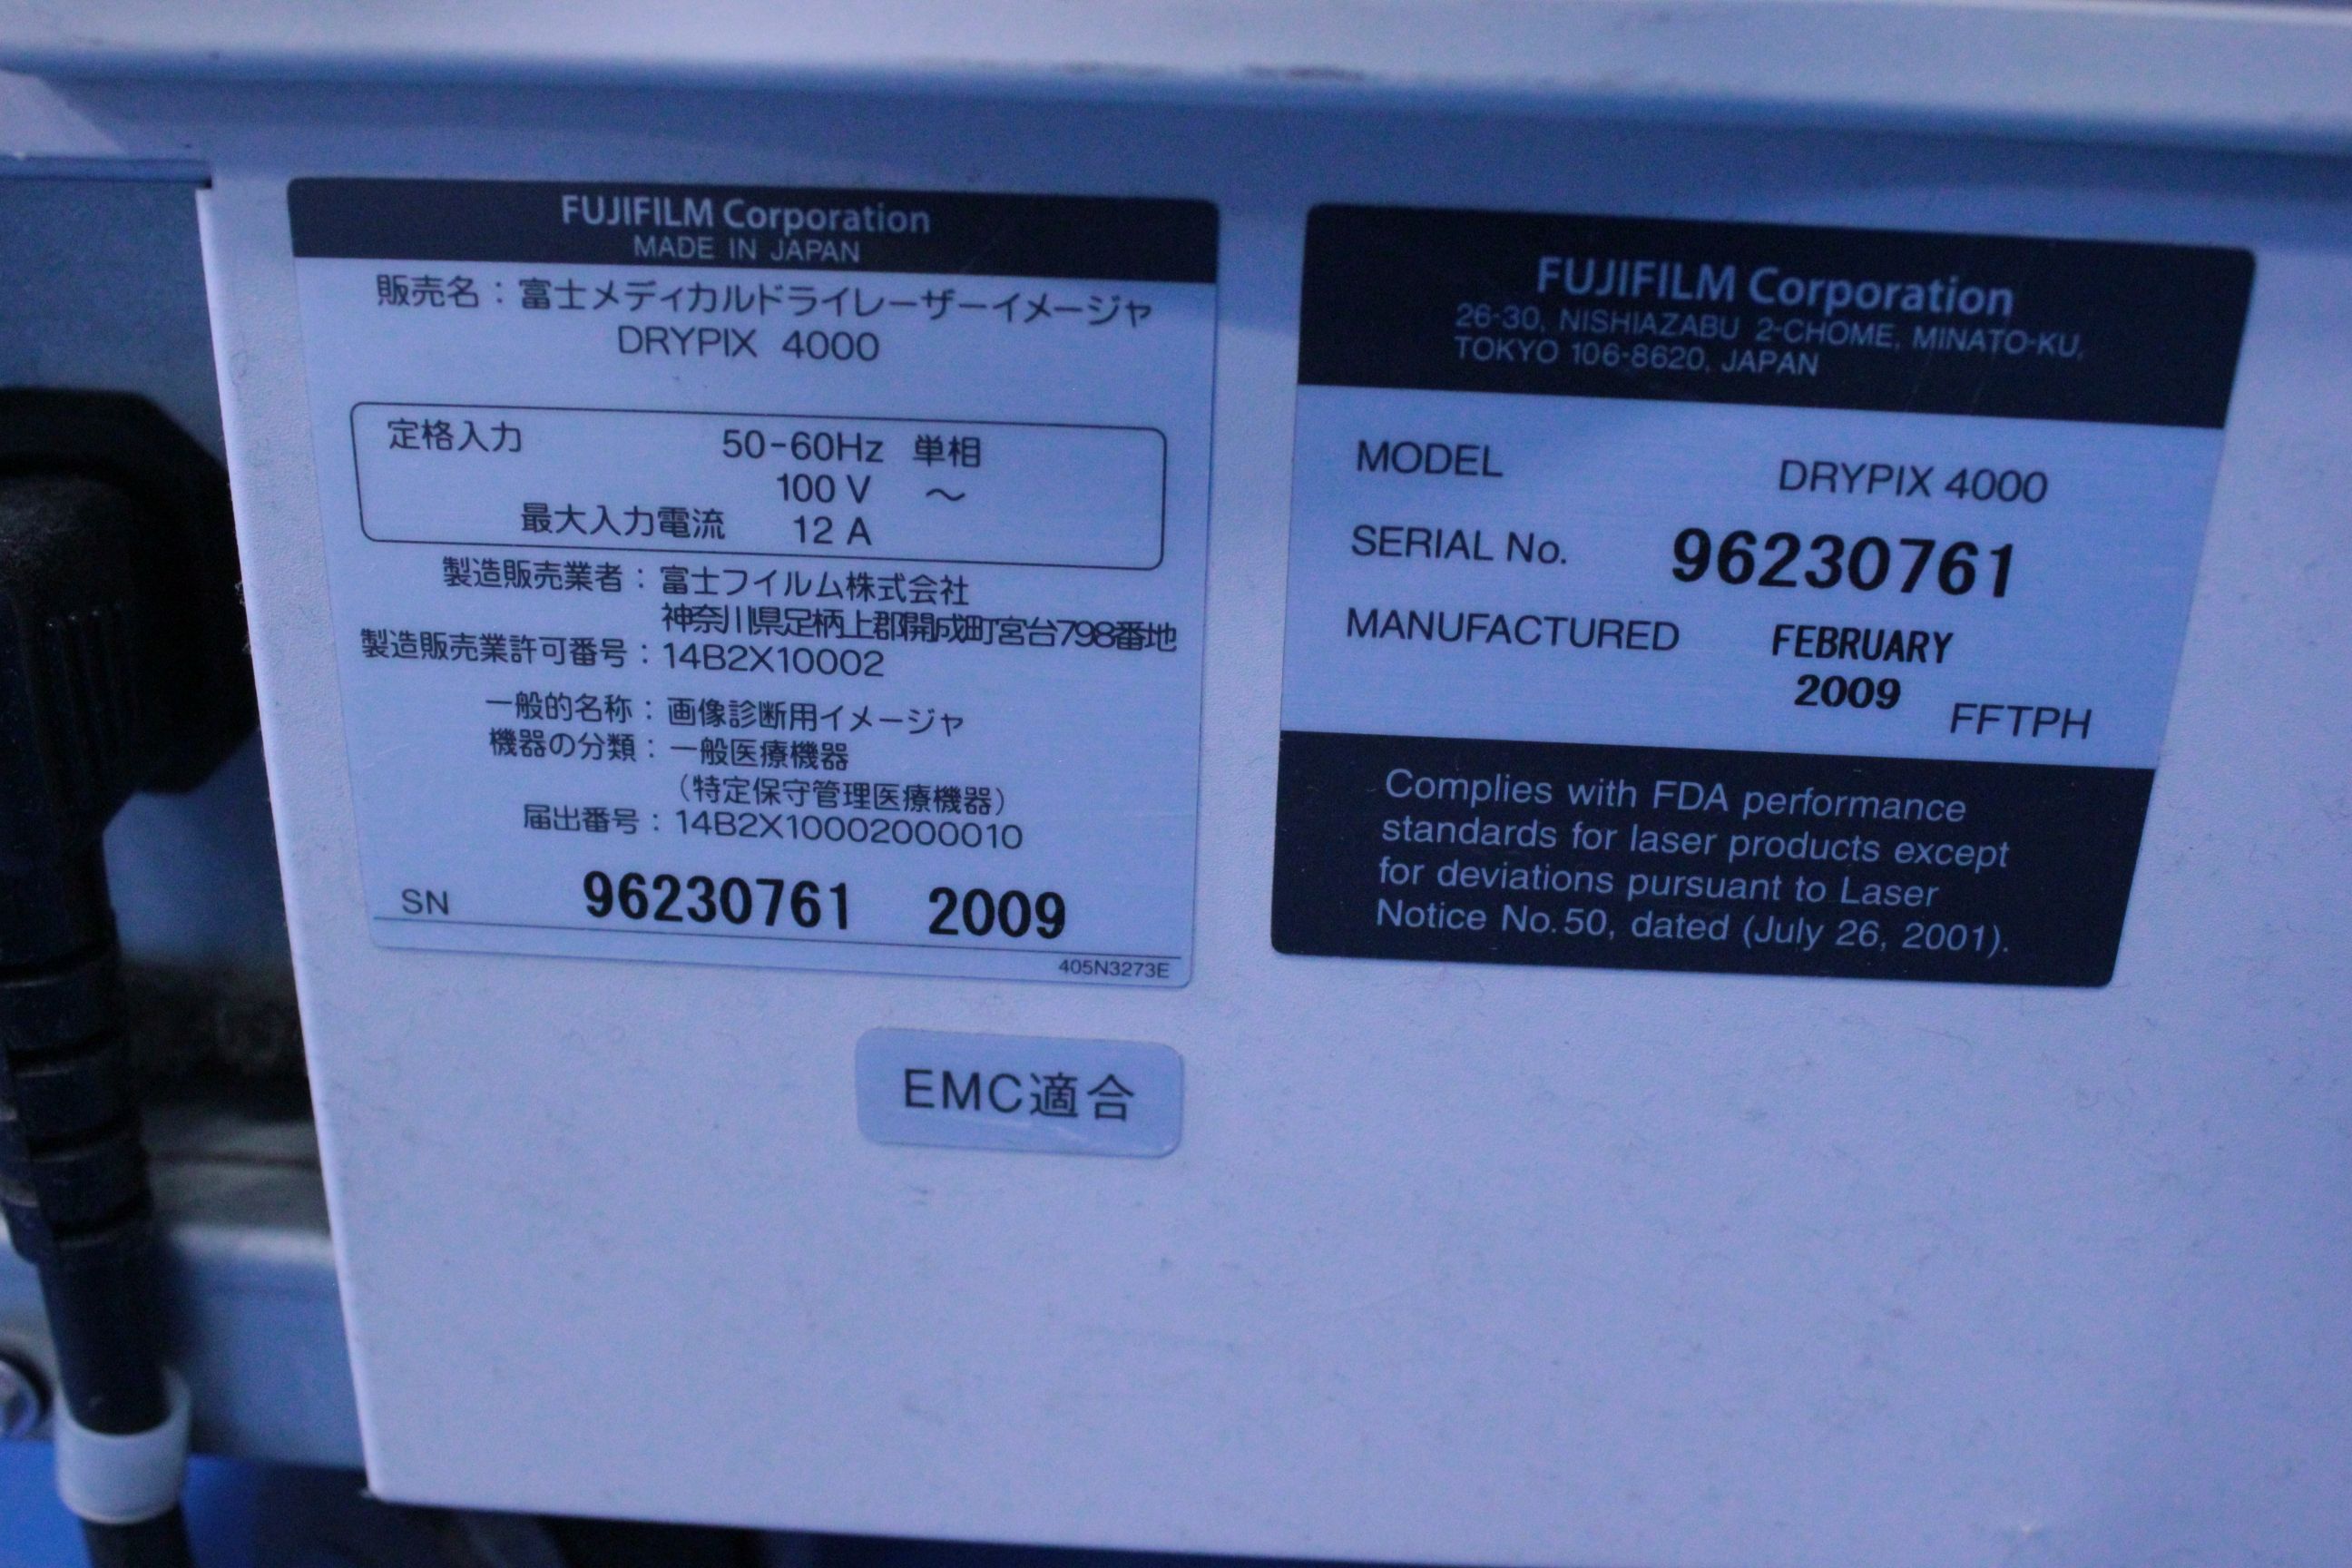 FUJIFILM Corporation
MADE IN JAPAN
販売名：富士メディカルドライレーザーイメージャ
DRYPIX 4000
定格入力 50-60Hz 単相
100 V ～
最大入力電流 12 A
製造販売業者：富士フイルム株式会社
神奈川県足柄上郡開成町宮台798番地
製造販売業許可番号：14B2X10002
一般的名称：画像診断用イメージャ
機器の分類：一般医療機器
（特定保守管理医療機器）
届出番号：14B2X10002000010
SN 96230761 2009
405N3273E
EMC適合
FUJIFILM Corporation
26-30, NISHIAZABU 2-CHOME, MINATO-KU,
TOKYO 106-8620, JAPAN
MODEL DRYPIX 4000
SERIAL No. 96230761
MANUFACTURED FEBRUARY
2009 FFTPH
Complies with FDA performance
standards for laser products except
for deviations pursuant to Laser
Notice No.50, dated (July 26, 2001).